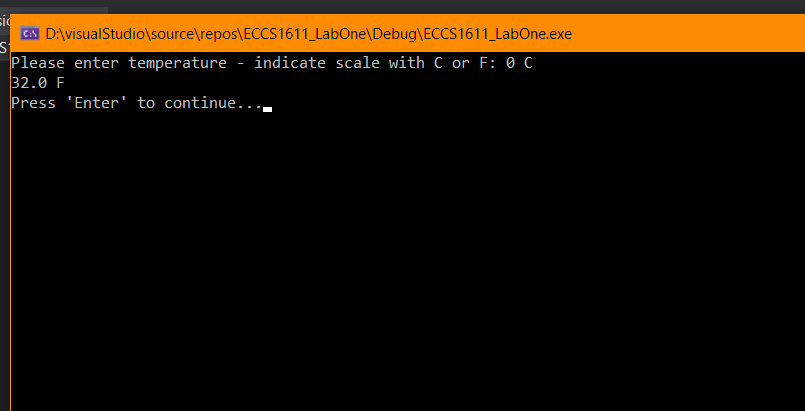 D:\visualStudio\source\repos\ECCS1611_LabOne\Debug\ECCS1611_LabOne.exe
Please enter temperature - indicate scale with C or F: 0 C
32.0 F
Press 'Enter' to continue...